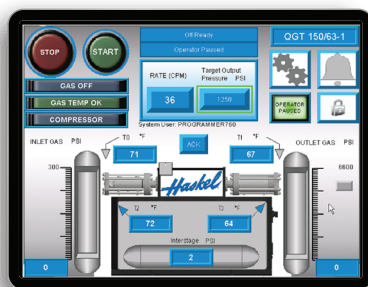 Off/Ready
Operator Paused
QGT 150/63-1
STOP
START
RATE (CPM)
Target Output
Pressure PSI
36
1250
GAS OFF
GAS TEMP OK
COMPRESSOR
OPERATOR
PAUSED
System User: PROGRAMMER760
INLET GAS PSI
T0 °F
ACK
T1 °F
OUTLET GAS PSI
71
67
300
6600
Haskel
T2 °F
T3 °F
72
64
Interstage PSI
2
0
0